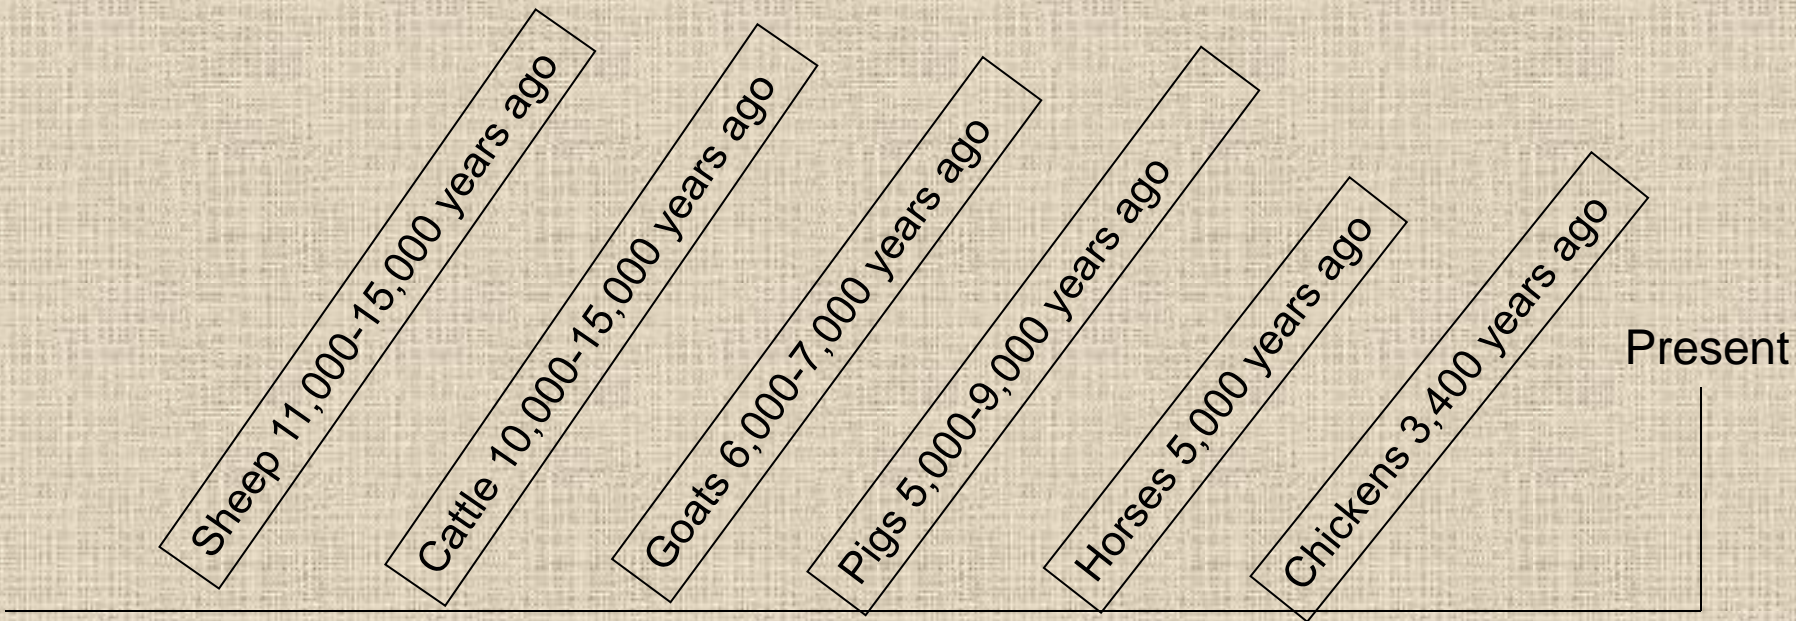 Sheep 11,000-15,000 years ago
Cattle 10,000-15,000 years ago
Goats 6,000-7,000 years ago
Pigs 5,000-9,000 years ago
Horses 5,000 years ago
Chickens 3,400 years ago
Present